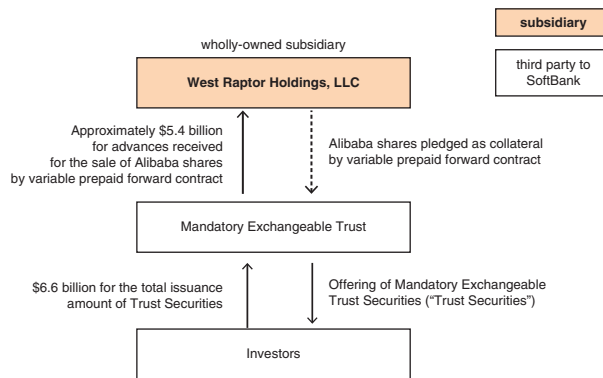 subsidiary
third party to
SoftBank
wholly-owned subsidiary
West Raptor Holdings, LLC
Approximately $5.4 billion
for advances received
for the sale of Alibaba shares
by variable prepaid forward contract
Alibaba shares pledged as collateral
by variable prepaid forward contract
Mandatory Exchangeable Trust
$6.6 billion for the total issuance
amount of Trust Securities
Offering of Mandatory Exchangeable
Trust Securities (“Trust Securities”)
Investors